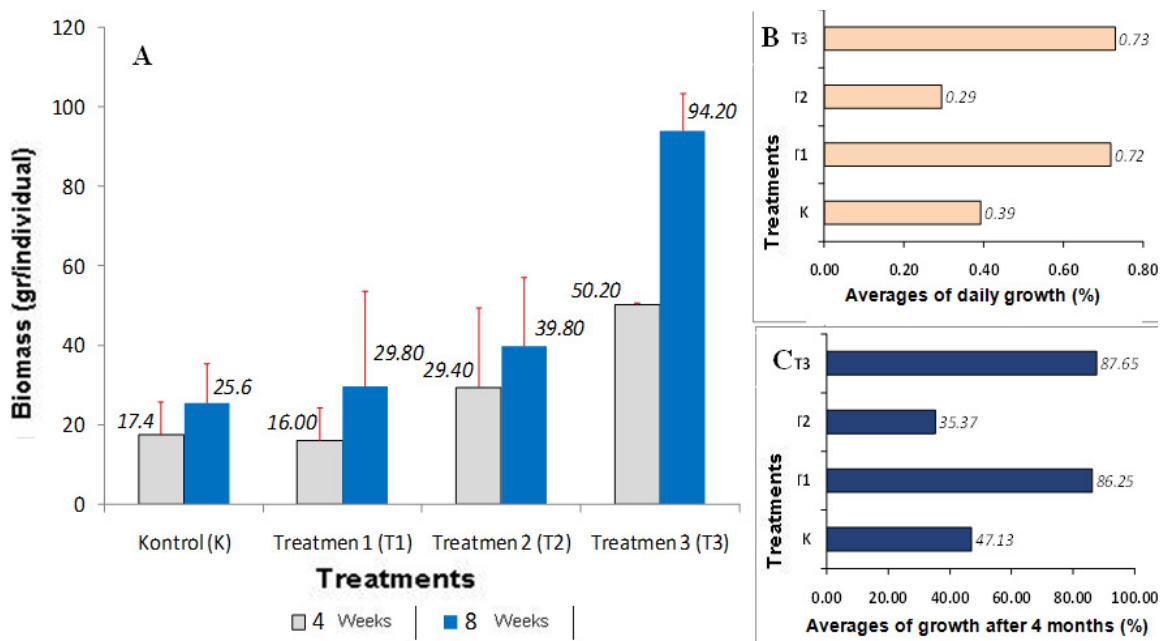 A
120
100
80
60
40
20
0
Biomass (gr/individual)
17.4
25.6
16.00
29.80
29.40
39.80
50.20
94.20
Kontrol (K)
Treatmen 1 (T1)
Treatmen 2 (T2)
Treatmen 3 (T3)
Treatments
4 Weeks
8 Weeks
B
Treatments
T3
0.73
Γ2
0.29
Γ1
0.72
K
0.39
0.00 0.20 0.40 0.60 0.80
Averages of daily growth (%)
C
Treatments
T3
87.65
Γ2
35.37
Γ1
86.25
K
47.13
0.00 20.00 40.00 60.00 80.00 100.00
Averages of growth after 4 months (%)